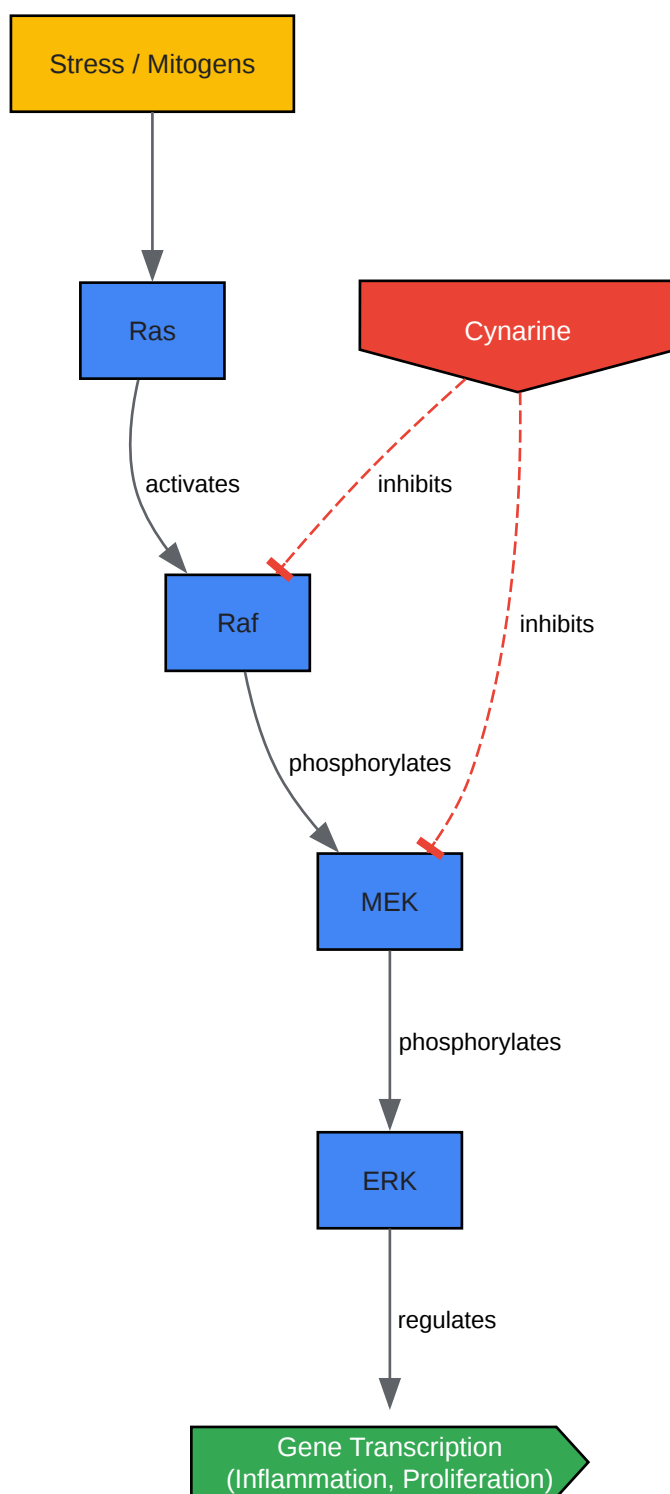 Stress / Mitogens
Ras
Cynarine
activates
inhibits
Raf
inhibits
phosphorylates
MEK
phosphorylates
ERK
regulates
Gene Transcription
(Inflammation, Proliferation)